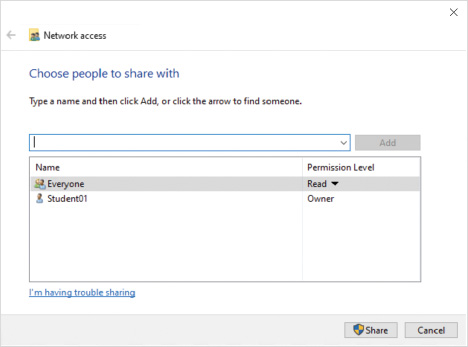 Network access
Choose people to share with
Type a name and then click Add, or click the arrow to find someone.
Add
Name Permission Level
Everyone Read
Student01 Owner
I'm having trouble sharing
Share Cancel